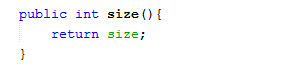 public int size(){
    return size;
}